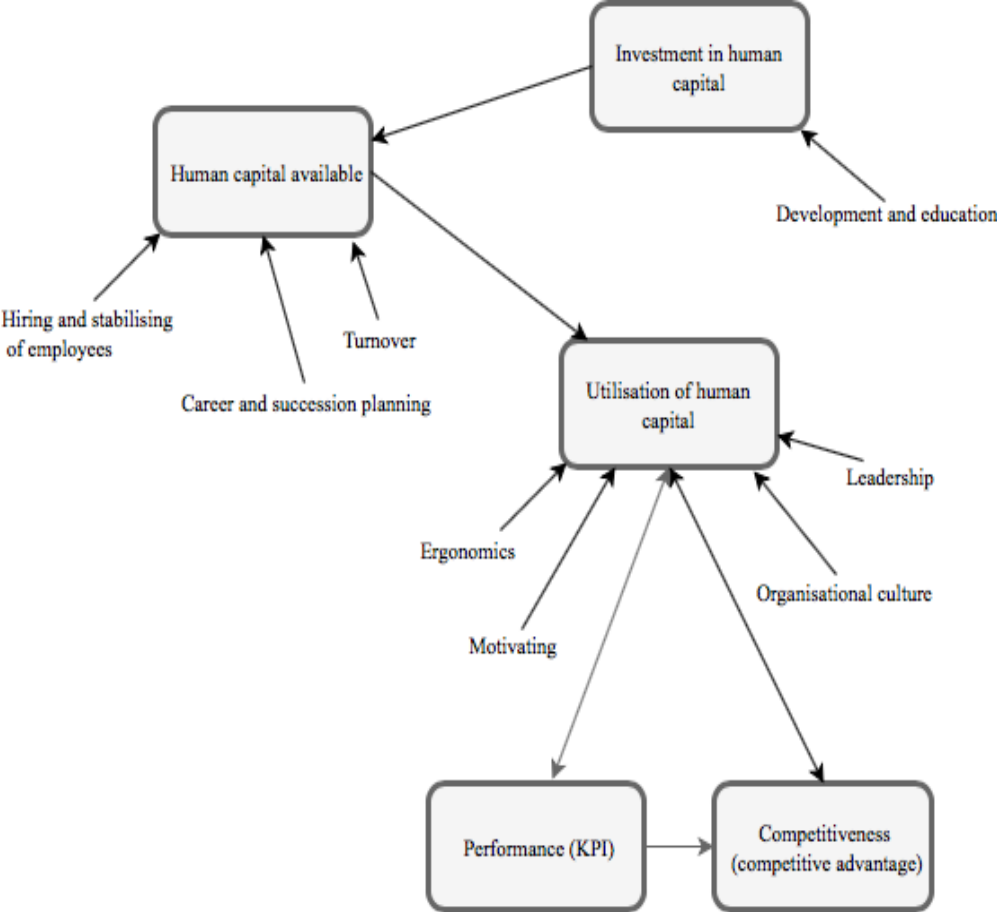 Investment in human
capital
Human capital available
Development and education
Hiring and stabilising
of employees
Turnover
Career and succession planning
Utilisation of human
capital
Leadership
Ergonomics
Organisational culture
Motivating
Performance (KPI)
Competitiveness
(competitive advantage)